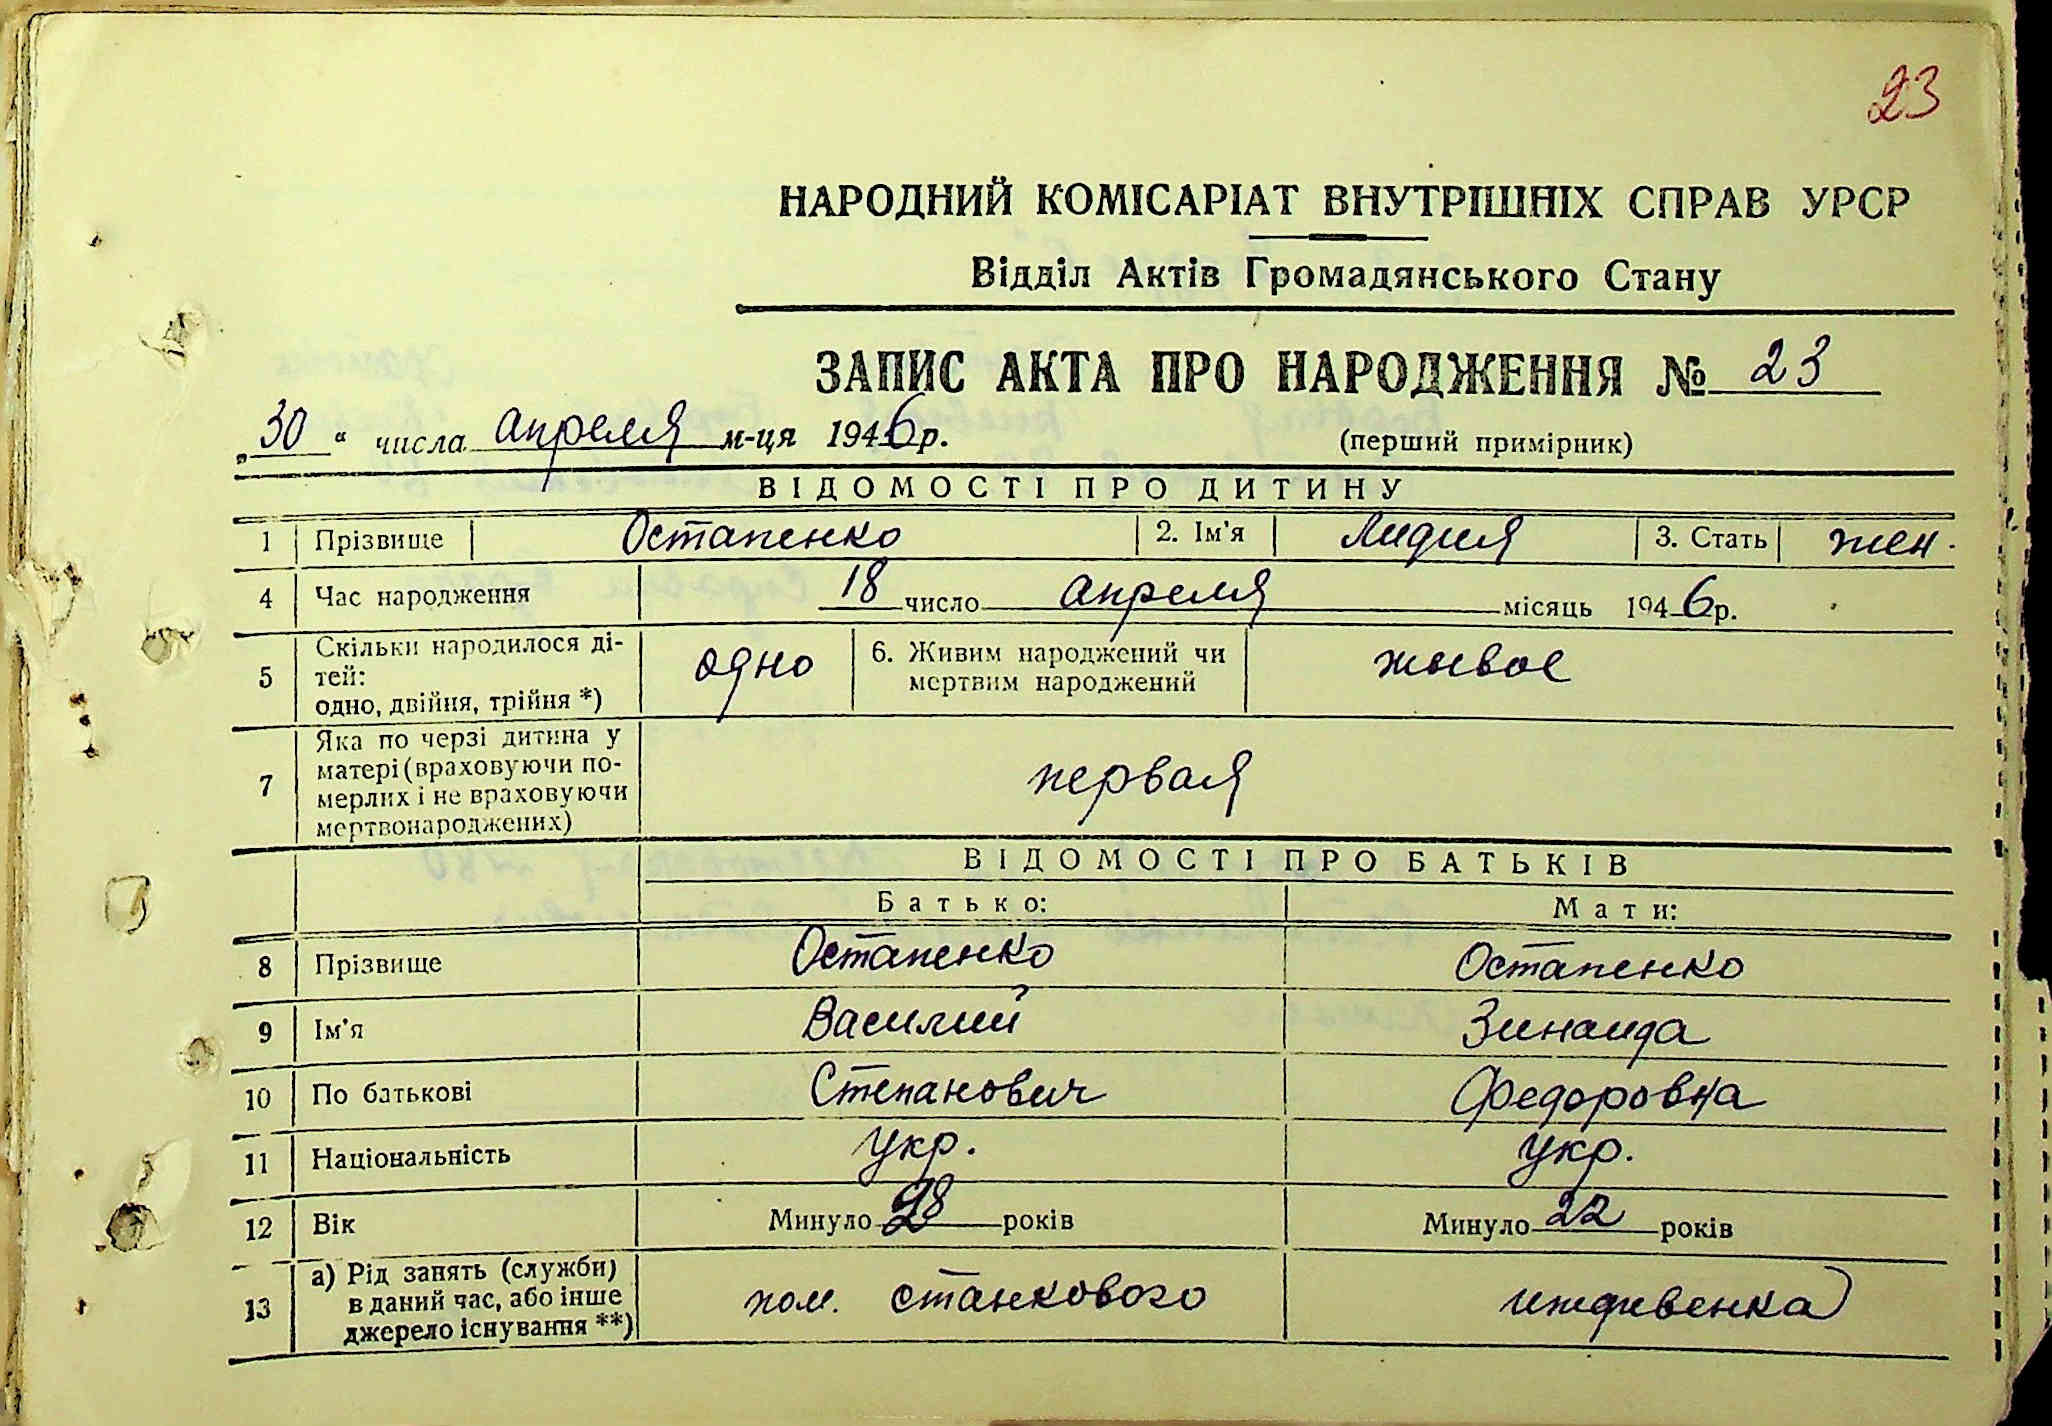 23
НАРОДНИЙ КОМІСАРІАТ ВНУТРІШНІХ СПРАВ УРСР
Відділ Актів Громадянського Стану
ЗАПИС АКТА ПРО НАРОДЖЕННЯ № 23
„30“ числа апреля м-ця 1946р. (перший примірник)
ВІДОМОСТІ ПРО ДИТИНУ
1 Прізвище Остапенко 2. Ім'я Лидия 3. Стать жен.
4 Час народження 18 число апреля місяць 1946р.
5 Скільки народилося ді-
тей:
одно, двійня, трійня *) одно 6. Живим народжений чи
мертвим народжений живое
7 Яка по черзі дитина у
матері (враховуючи по-
мерлих і не враховуючи
мертвонароджених) первая
ВІДОМОСТІ ПРО БАТЬКІВ
Батько: Мати:
8 Прізвище Остапенко Остапенко
9 Ім'я Василий Зинаида
10 По батькові Степанович Федоровна
11 Національність укр. укр.
12 Вік Минуло 28 років Минуло 22 років
13 а) Рід занять (служби)
в даний час, або інше
джерело існування **) пом. станкового иждивенка